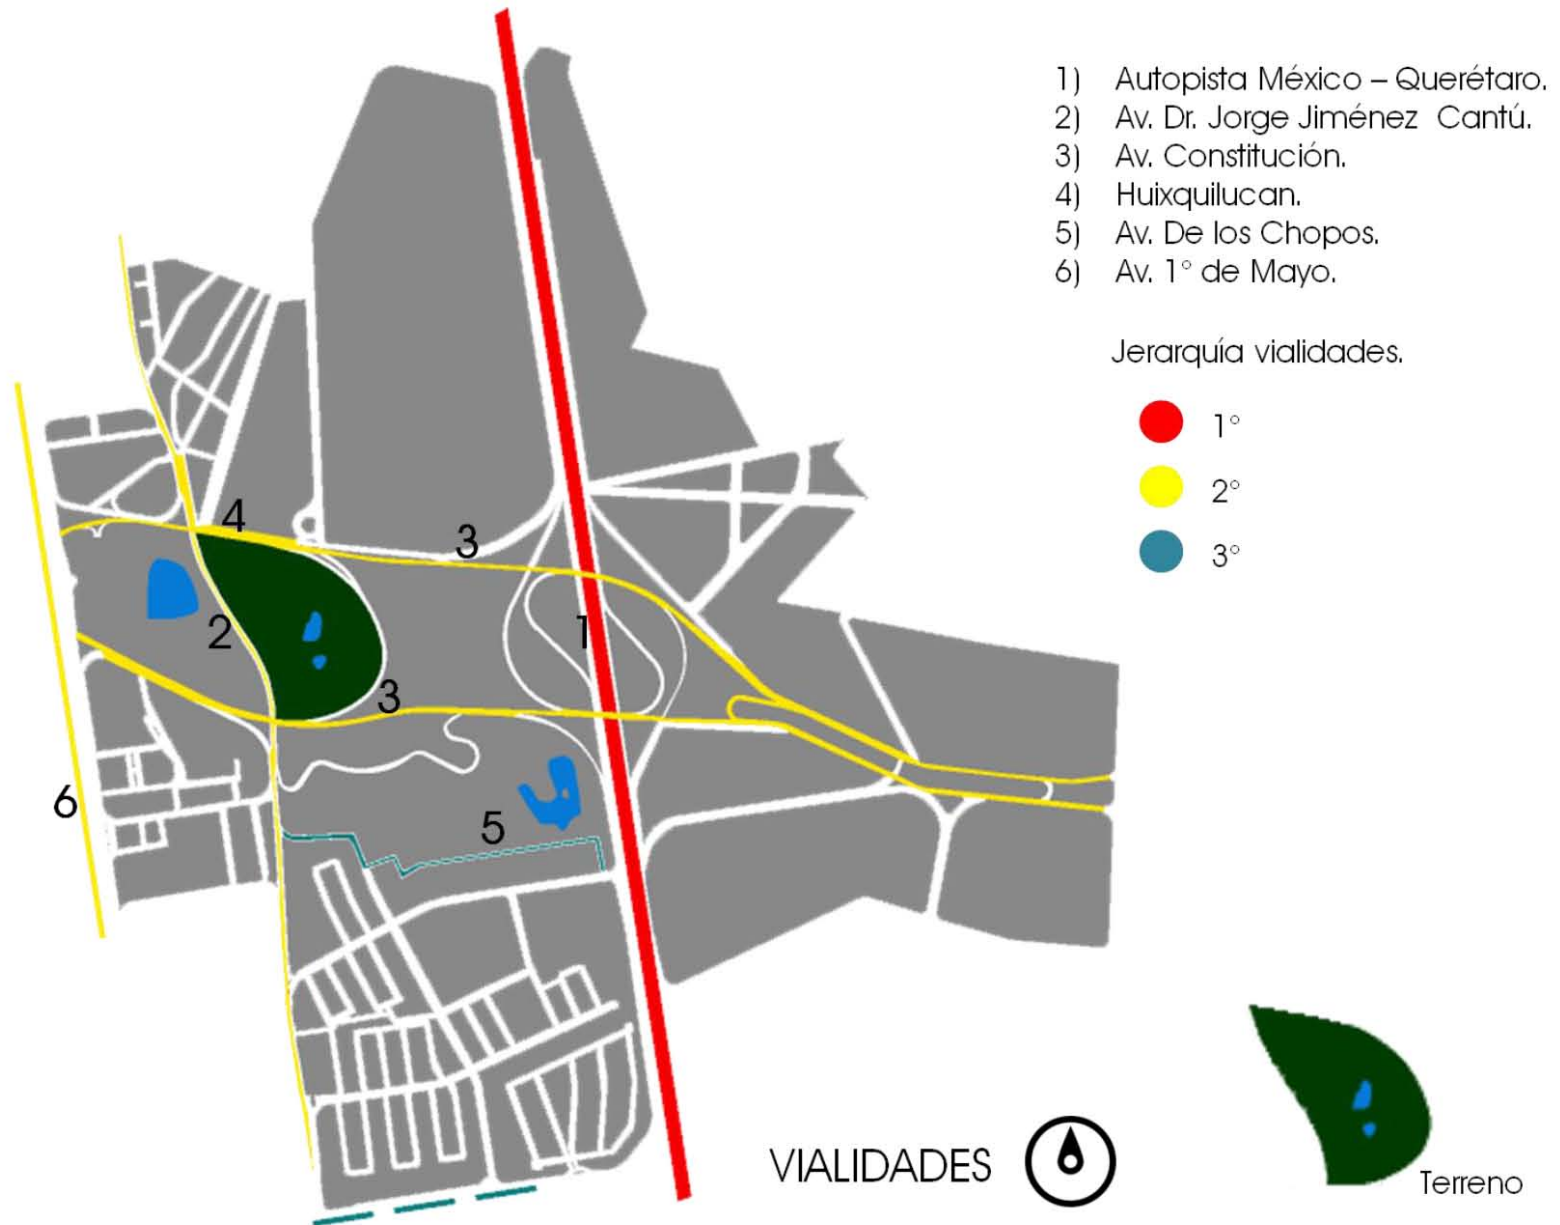 1) Autopista México – Querétaro.
2) Av. Dr. Jorge Jiménez Cantú.
3) Av. Constitución.
4) Huixquilucan.
5) Av. De los Chopos.
6) Av. 1° de Mayo.
Jerarquía vialidades.
1°
2°
3°
4
3
1
2
3
6
5
VIALIDADES
Terreno